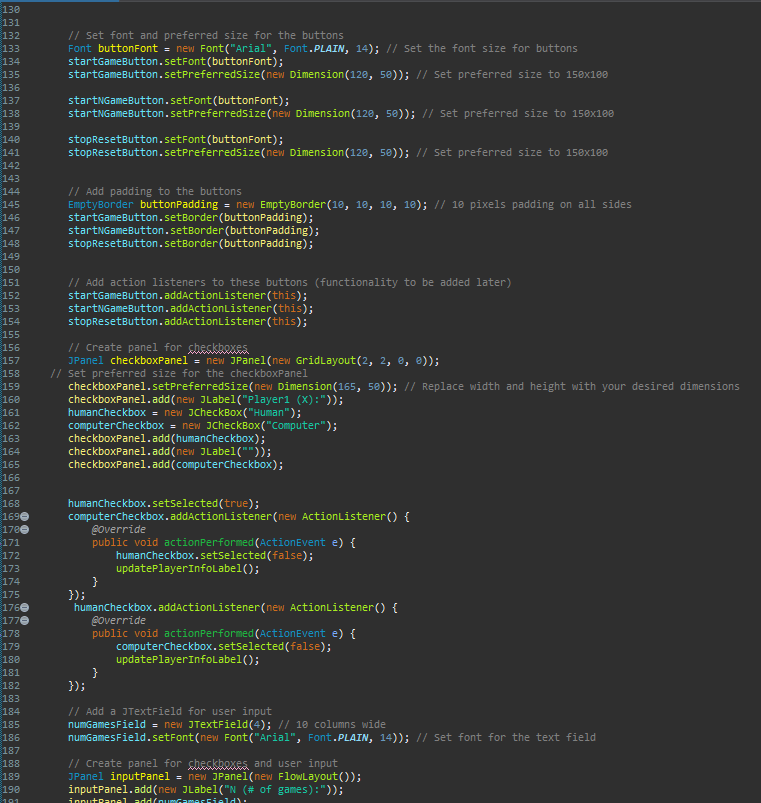 130
131
132 // Set font and preferred size for the buttons
133 Font buttonFont = new Font("Arial", Font.PLAIN, 14); // Set the font size for buttons
134 startGameButton.setFont(buttonFont);
135 startGameButton.setPreferredSize(new Dimension(120, 50)); // Set preferred size to 150x100
136
137 startNGameButton.setFont(buttonFont);
138 startNGameButton.setPreferredSize(new Dimension(120, 50)); // Set preferred size to 150x100
139
140 stopResetButton.setFont(buttonFont);
141 stopResetButton.setPreferredSize(new Dimension(120, 50)); // Set preferred size to 150x100
142
143
144 // Add padding to the buttons
145 EmptyBorder buttonPadding = new EmptyBorder(10, 10, 10, 10); // 10 pixels padding on all sides
146 startGameButton.setBorder(buttonPadding);
147 startNGameButton.setBorder(buttonPadding);
148 stopResetButton.setBorder(buttonPadding);
149
150
151 // Add action listeners to these buttons (functionality to be added later)
152 startGameButton.addActionListener(this);
153 startNGameButton.addActionListener(this);
154 stopResetButton.addActionListener(this);
155
156 // Create panel for checkboxes
157 JPanel checkboxPanel = new JPanel(new GridLayout(2, 2, 0, 0));
158 // Set preferred size for the checkboxPanel
159 checkboxPanel.setPreferredSize(new Dimension(165, 50)); // Replace width and height with your desired dimensions
160 checkboxPanel.add(new JLabel("Player1 (X):"));
161 humanCheckbox = new JCheckBox("Human");
162 computerCheckbox = new JCheckBox("Computer");
163 checkboxPanel.add(humanCheckbox);
164 checkboxPanel.add(new JLabel(""));
165 checkboxPanel.add(computerCheckbox);
166
167
168 humanCheckbox.setSelected(true);
169 computerCheckbox.addActionListener(new ActionListener() {
170 @Override
171 public void actionPerformed(ActionEvent e) {
172 humanCheckbox.setSelected(false);
173 updatePlayerInfoLabel();
174 }
175 });
176 humanCheckbox.addActionListener(new ActionListener() {
177 @Override
178 public void actionPerformed(ActionEvent e) {
179 computerCheckbox.setSelected(false);
180 updatePlayerInfoLabel();
181 }
182 });
183
184 // Add a JTextField for user input
185 numGamesField = new JTextField(4); // 10 columns wide
186 numGamesField.setFont(new Font("Arial", Font.PLAIN, 14)); // Set font for the text field
187
188 // Create panel for checkboxes and user input
189 JPanel inputPanel = new JPanel(new FlowLayout());
190 inputPanel.add(new JLabel("N (# of games):"));
191 inputPanel.add(numGamesField);